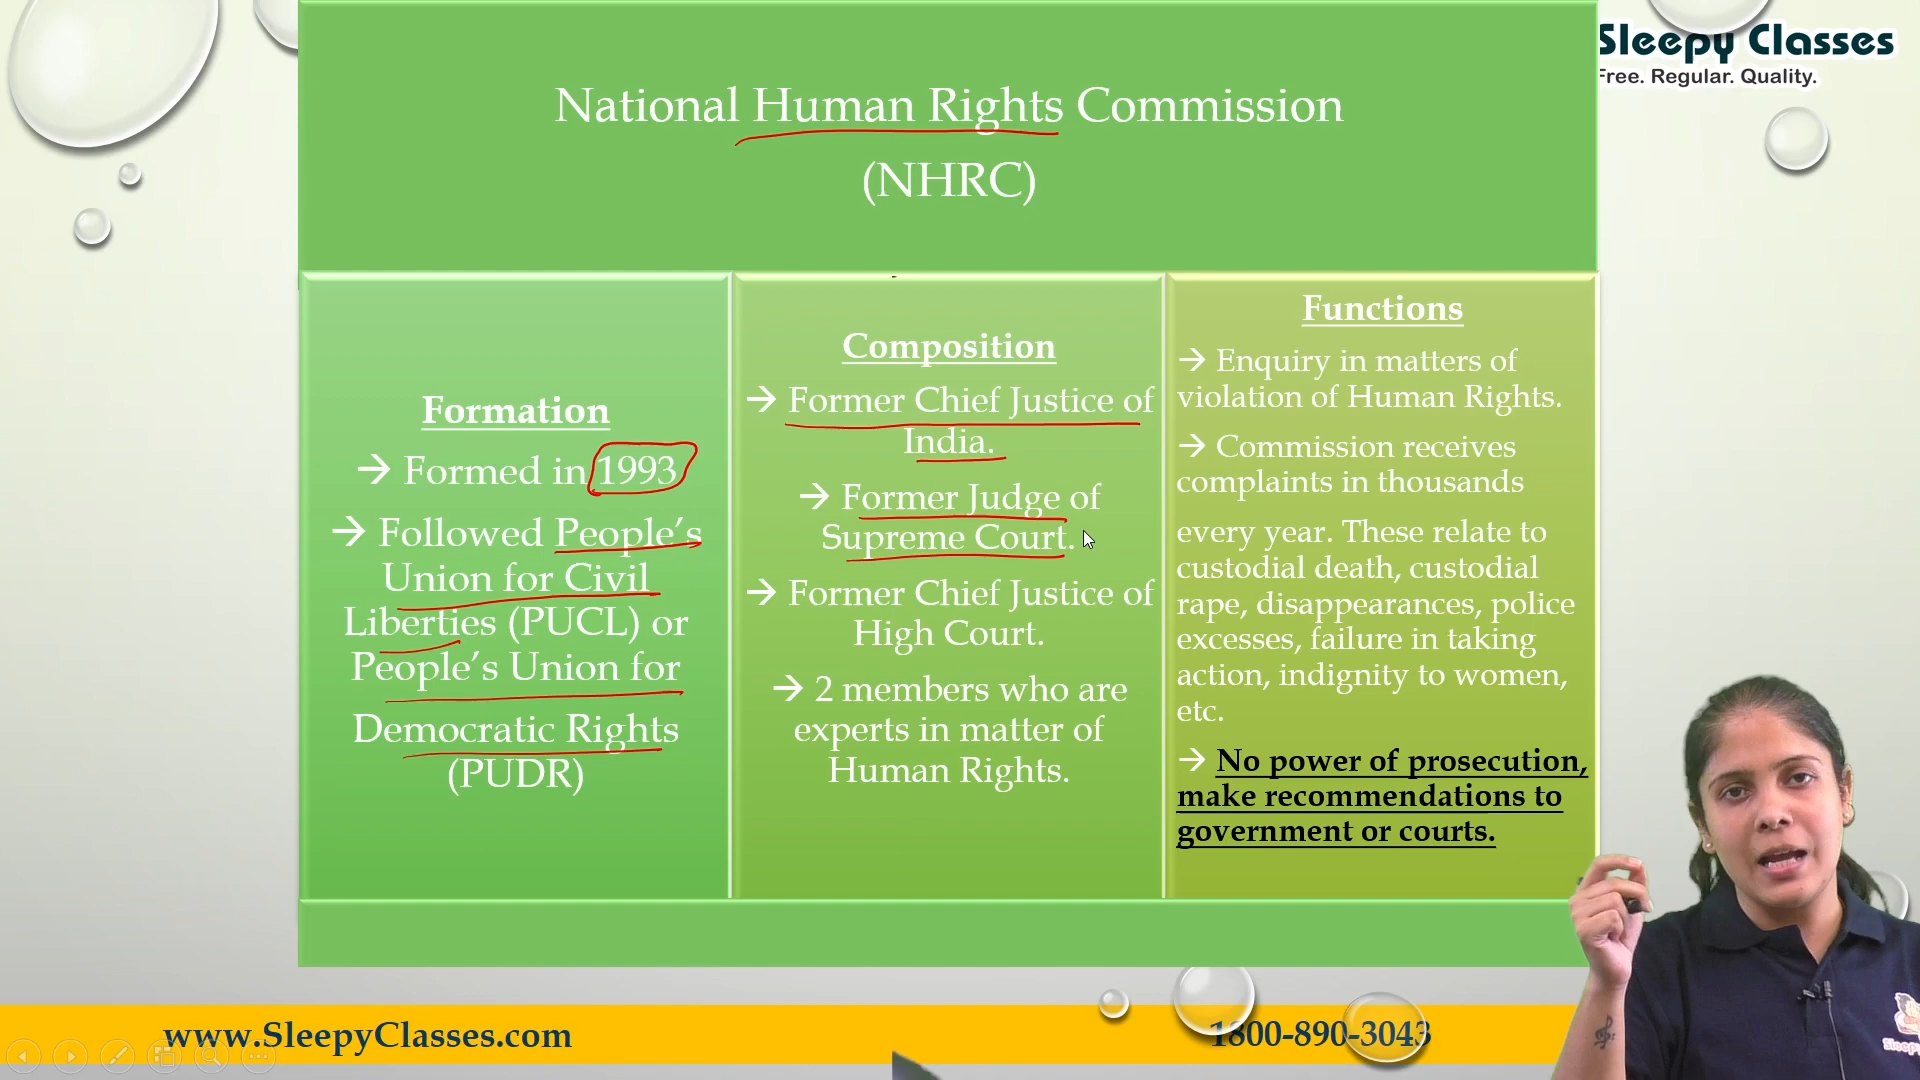 Sleepy Classes
Free. Regular. Quality.
National Human Rights Commission
(NHRC)
Formation
→ Formed in 1993
→ Followed People's
Union for Civil
Liberties (PUCL) or
People's Union for
Democratic Rights
(PUDR)
Composition
→ Former Chief Justice of
India.
→ Former Judge of
Supreme Court.
→ Former Chief Justice of
High Court.
→ 2 members who are
experts in matter of
Human Rights.
Functions
→ Enquiry in matters of
violation of Human Rights.
→ Commission receives
complaints in thousands
every year. These relate to
custodial death, custodial
rape, disappearances, police
excesses, failure in taking
action, indignity to women,
etc.
→ No power of prosecution,
make recommendations to
government or courts.
www.SleepyClasses.com
1800-890-3043